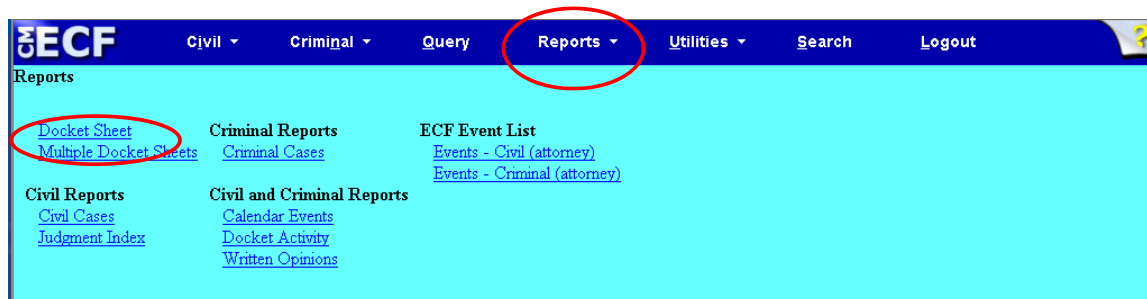 CM ECF Civil Criminal Query Reports Utilities Search Logout ?
Reports
Docket Sheet Criminal Reports ECF Event List
Multiple Docket Sheets Criminal Cases Events - Civil (attorney)
Events - Criminal (attorney)
Civil Reports Civil and Criminal Reports
Civil Cases Calendar Events
Judgment Index Docket Activity
Written Opinions